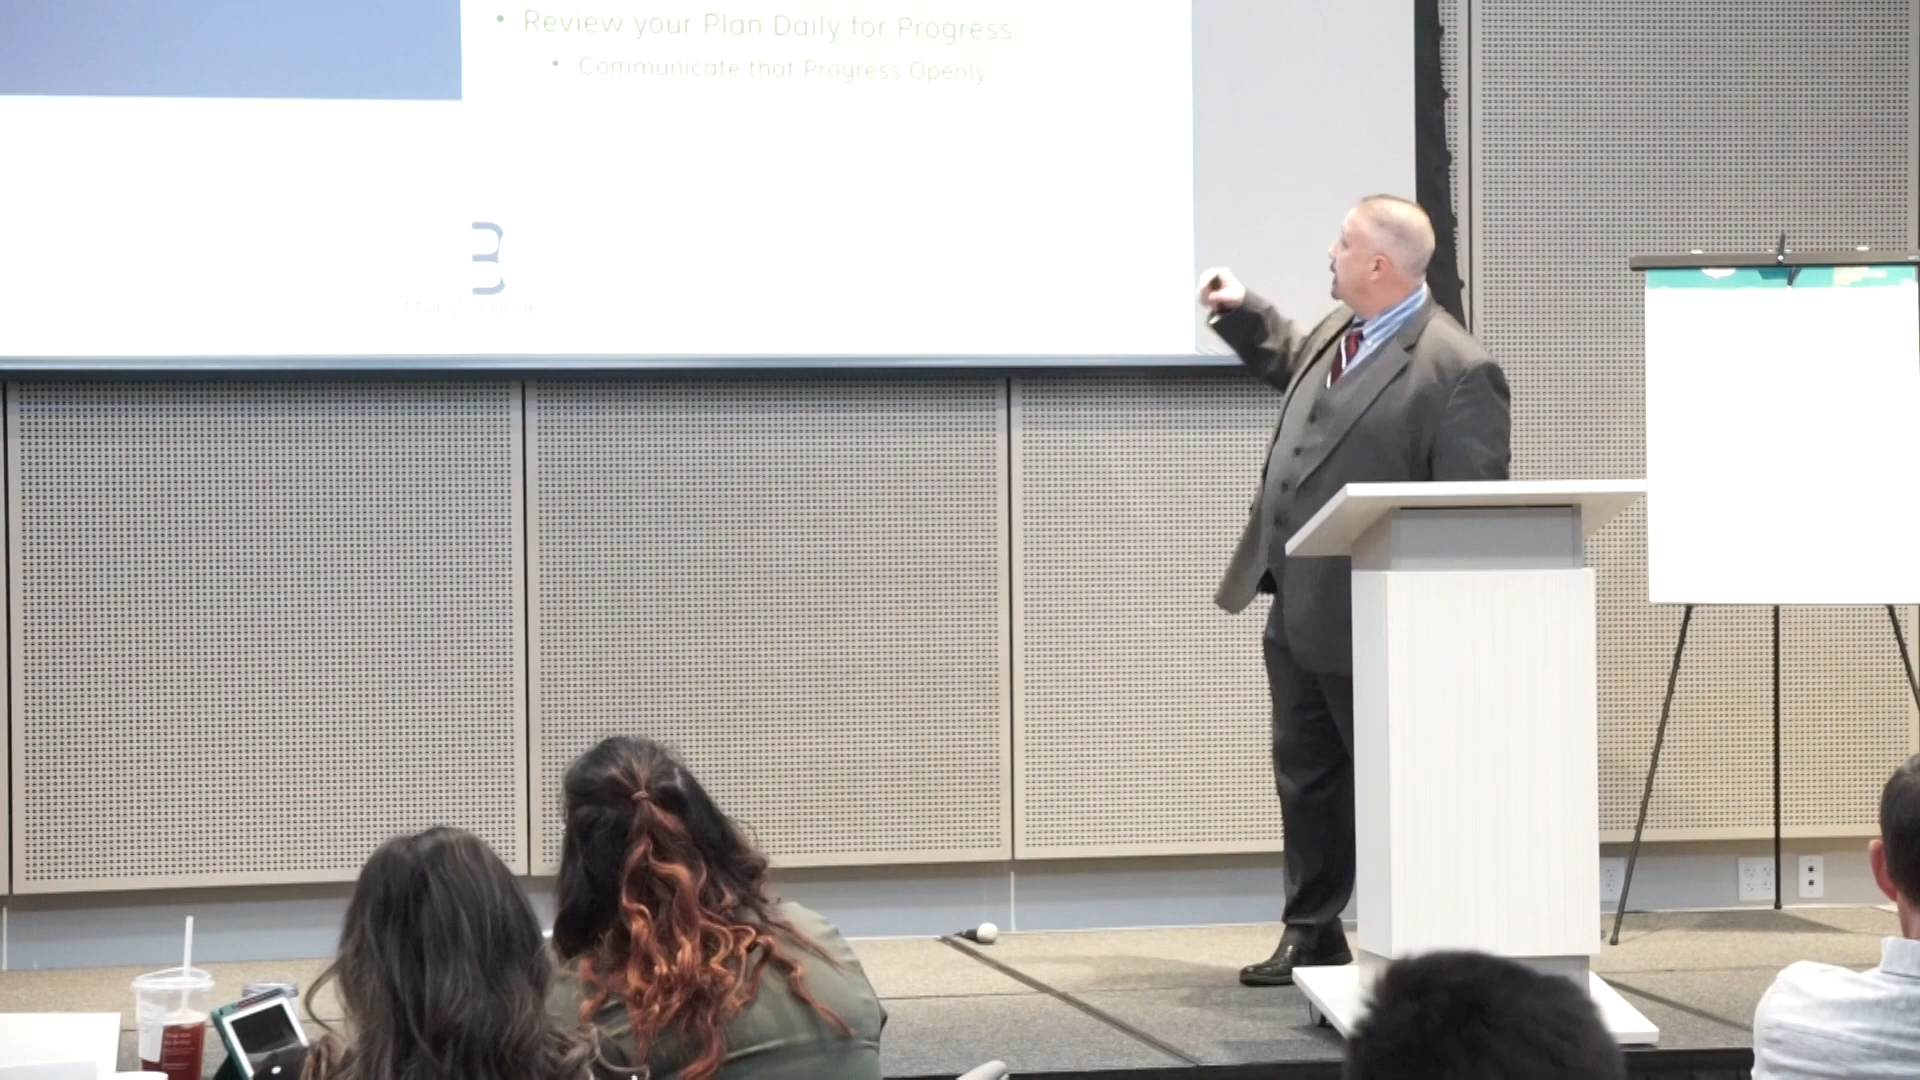 • Review your Plan Daily for Progress
• Communicate that Progress Openly